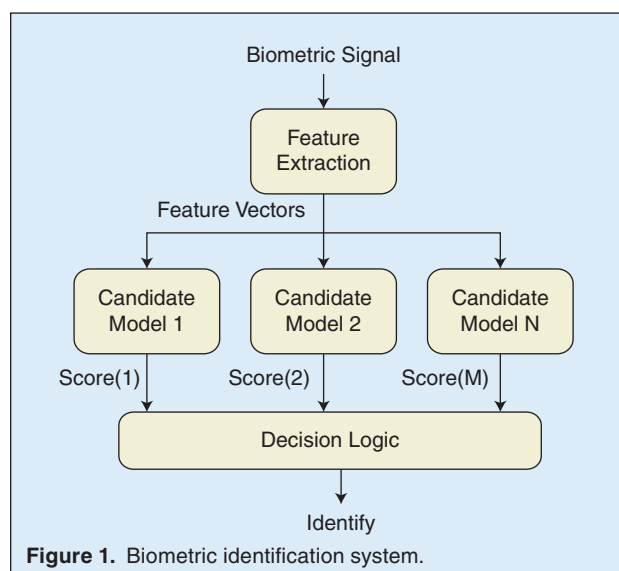 Biometric Signal
Feature
Extraction
Feature Vectors
Candidate
Model 1
Candidate
Model 2
Candidate
Model N
Score(1)
Score(2)
Score(M)
Decision Logic
Identify
Figure 1. Biometric identification system.